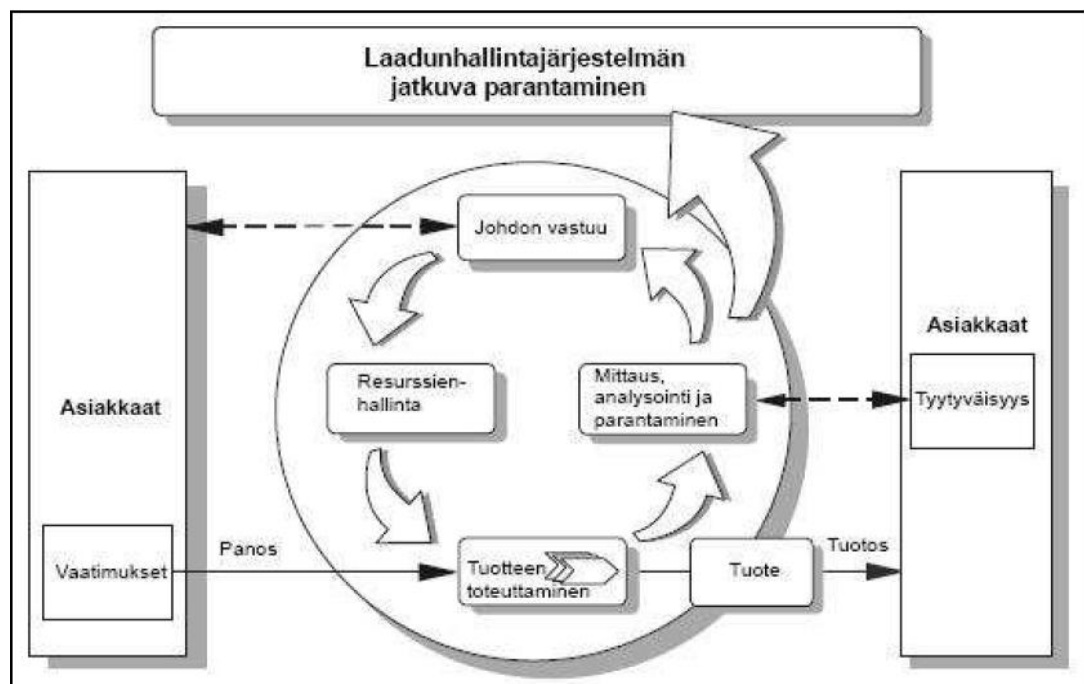 Laadunhallintajärjestelmän
jatkuva parantaminen
Johdon vastuu
Asiakkaat
Resurssien-
hallinta
Mittaus,
analysointi ja
parantaminen
Asiakkaat
Tyytyväisyys
Vaatimukset
Panos
Tuotteen
toteuttaminen
Tuote
Tuotos